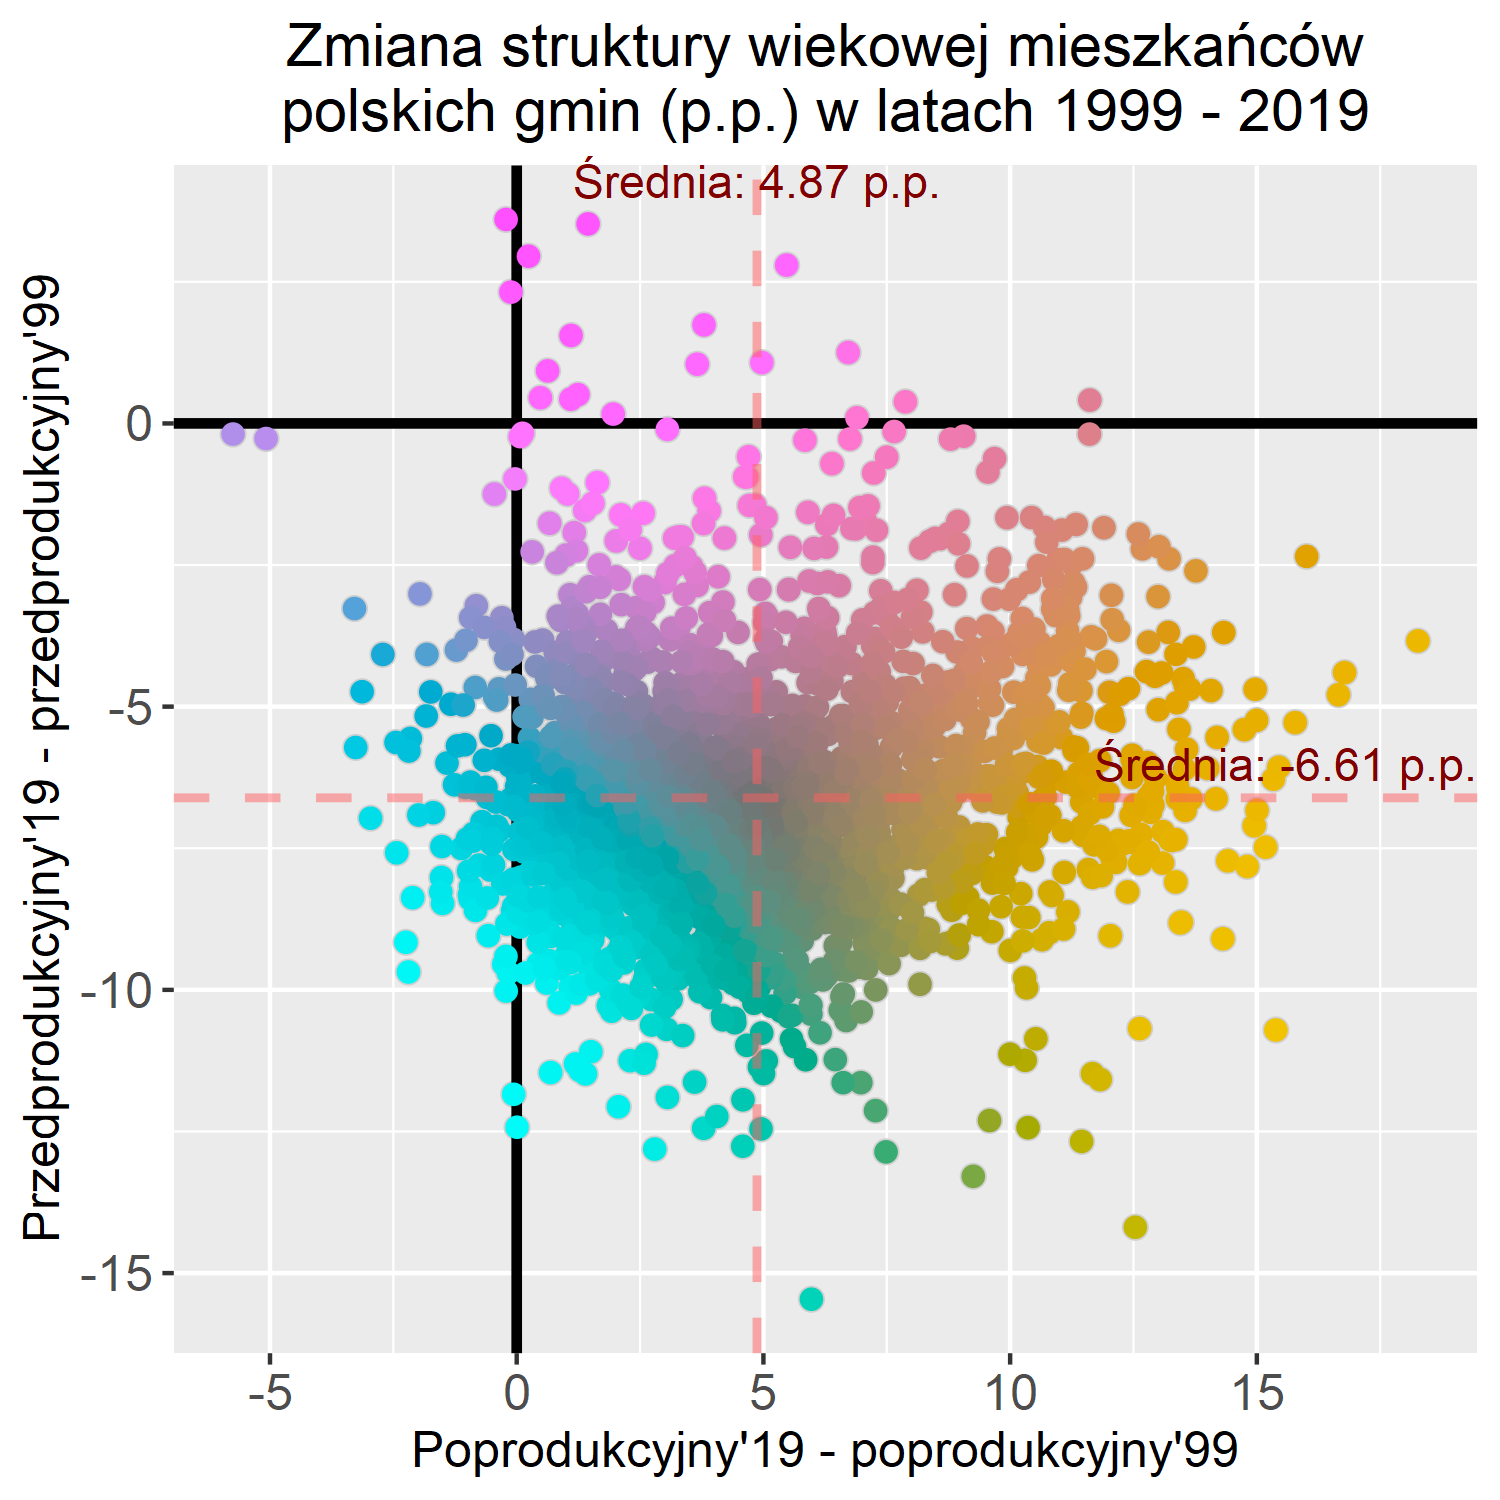 Zmiana struktury wiekowej mieszkańców
polskich gmin (p.p.) w latach 1999 - 2019
Średnia: 4.87 p.p.
Przedprodukcyjny'19 - przedprodukcyjny'99
0
-5
Średnia: -6.61 p.p.
-10
-15
-5 0 5 10 15
Poprodukcyjny'19 - poprodukcyjny'99